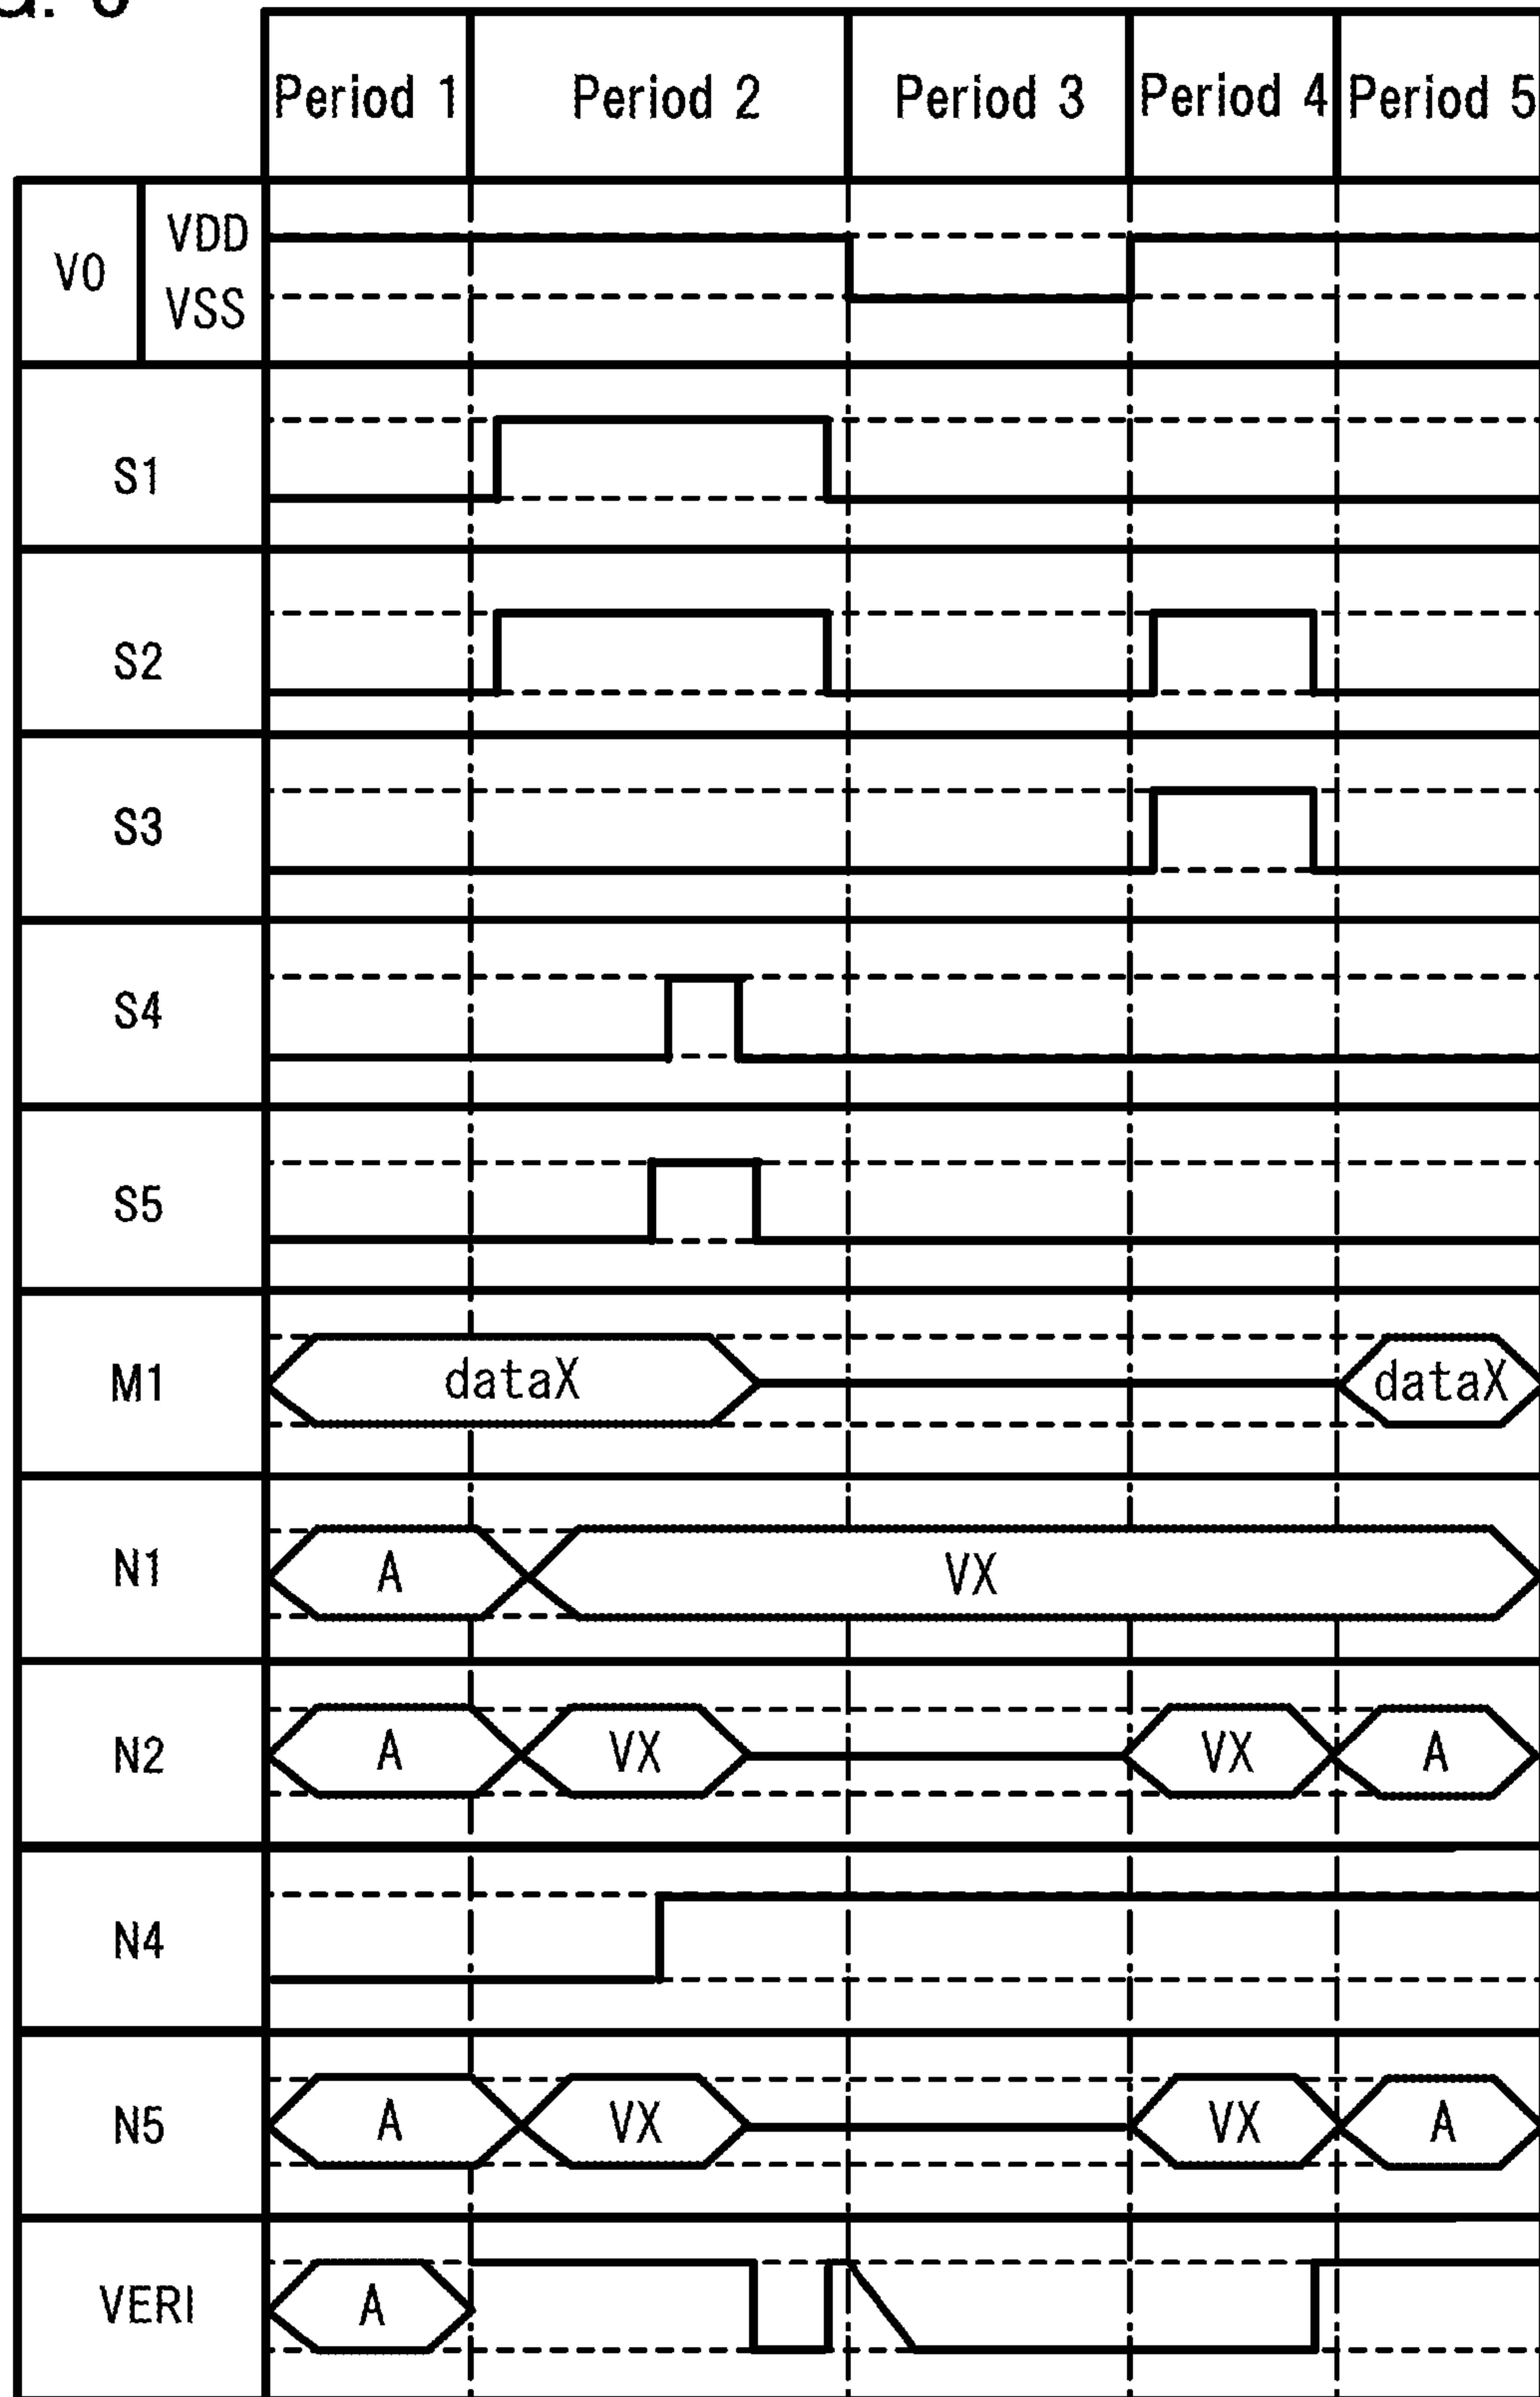 Period 1 Period 2 Period 3 Period 4 Period 5
V0 VDD
VSS
S1
S2
S3
S4
S5
M1 dataX dataX
N1 A VX
N2 A VX VX A
N4
N5 A VX VX A
VERI A